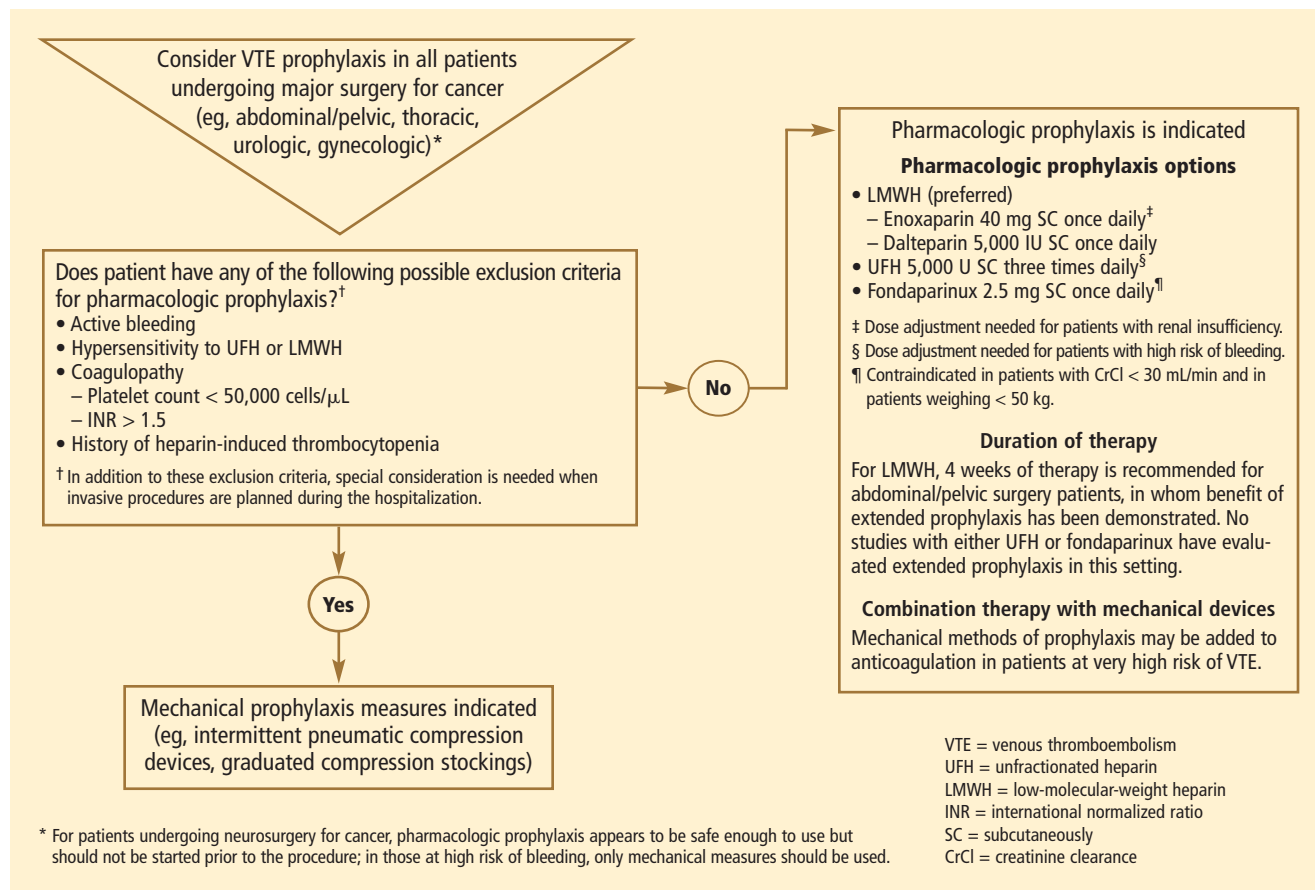 Consider VTE prophylaxis in all patients
undergoing major surgery for cancer
(eg, abdominal/pelvic, thoracic,
urologic, gynecologic)*
Does patient have any of the following possible exclusion criteria
for pharmacologic prophylaxis?†
• Active bleeding
• Hypersensitivity to UFH or LMWH
• Coagulopathy
– Platelet count < 50,000 cells/μL
– INR > 1.5
• History of heparin-induced thrombocytopenia
† In addition to these exclusion criteria, special consideration is needed when
invasive procedures are planned during the hospitalization.
No
Yes
Mechanical prophylaxis measures indicated
(eg, intermittent pneumatic compression
devices, graduated compression stockings)
Pharmacologic prophylaxis is indicated
Pharmacologic prophylaxis options
• LMWH (preferred)
– Enoxaparin 40 mg SC once daily‡
– Dalteparin 5,000 IU SC once daily
• UFH 5,000 U SC three times daily§
• Fondaparinux 2.5 mg SC once daily¶
‡ Dose adjustment needed for patients with renal insufficiency.
§ Dose adjustment needed for patients with high risk of bleeding.
¶ Contraindicated in patients with CrCl < 30 mL/min and in
patients weighing < 50 kg.
Duration of therapy
For LMWH, 4 weeks of therapy is recommended for
abdominal/pelvic surgery patients, in whom benefit of
extended prophylaxis has been demonstrated. No
studies with either UFH or fondaparinux have evalu-
ated extended prophylaxis in this setting.
Combination therapy with mechanical devices
Mechanical methods of prophylaxis may be added to
anticoagulation in patients at very high risk of VTE.
VTE = venous thromboembolism
UFH = unfractionated heparin
LMWH = low-molecular-weight heparin
INR = international normalized ratio
SC = subcutaneously
CrCl = creatinine clearance
* For patients undergoing neurosurgery for cancer, pharmacologic prophylaxis appears to be safe enough to use but
should not be started prior to the procedure; in those at high risk of bleeding, only mechanical measures should be used.